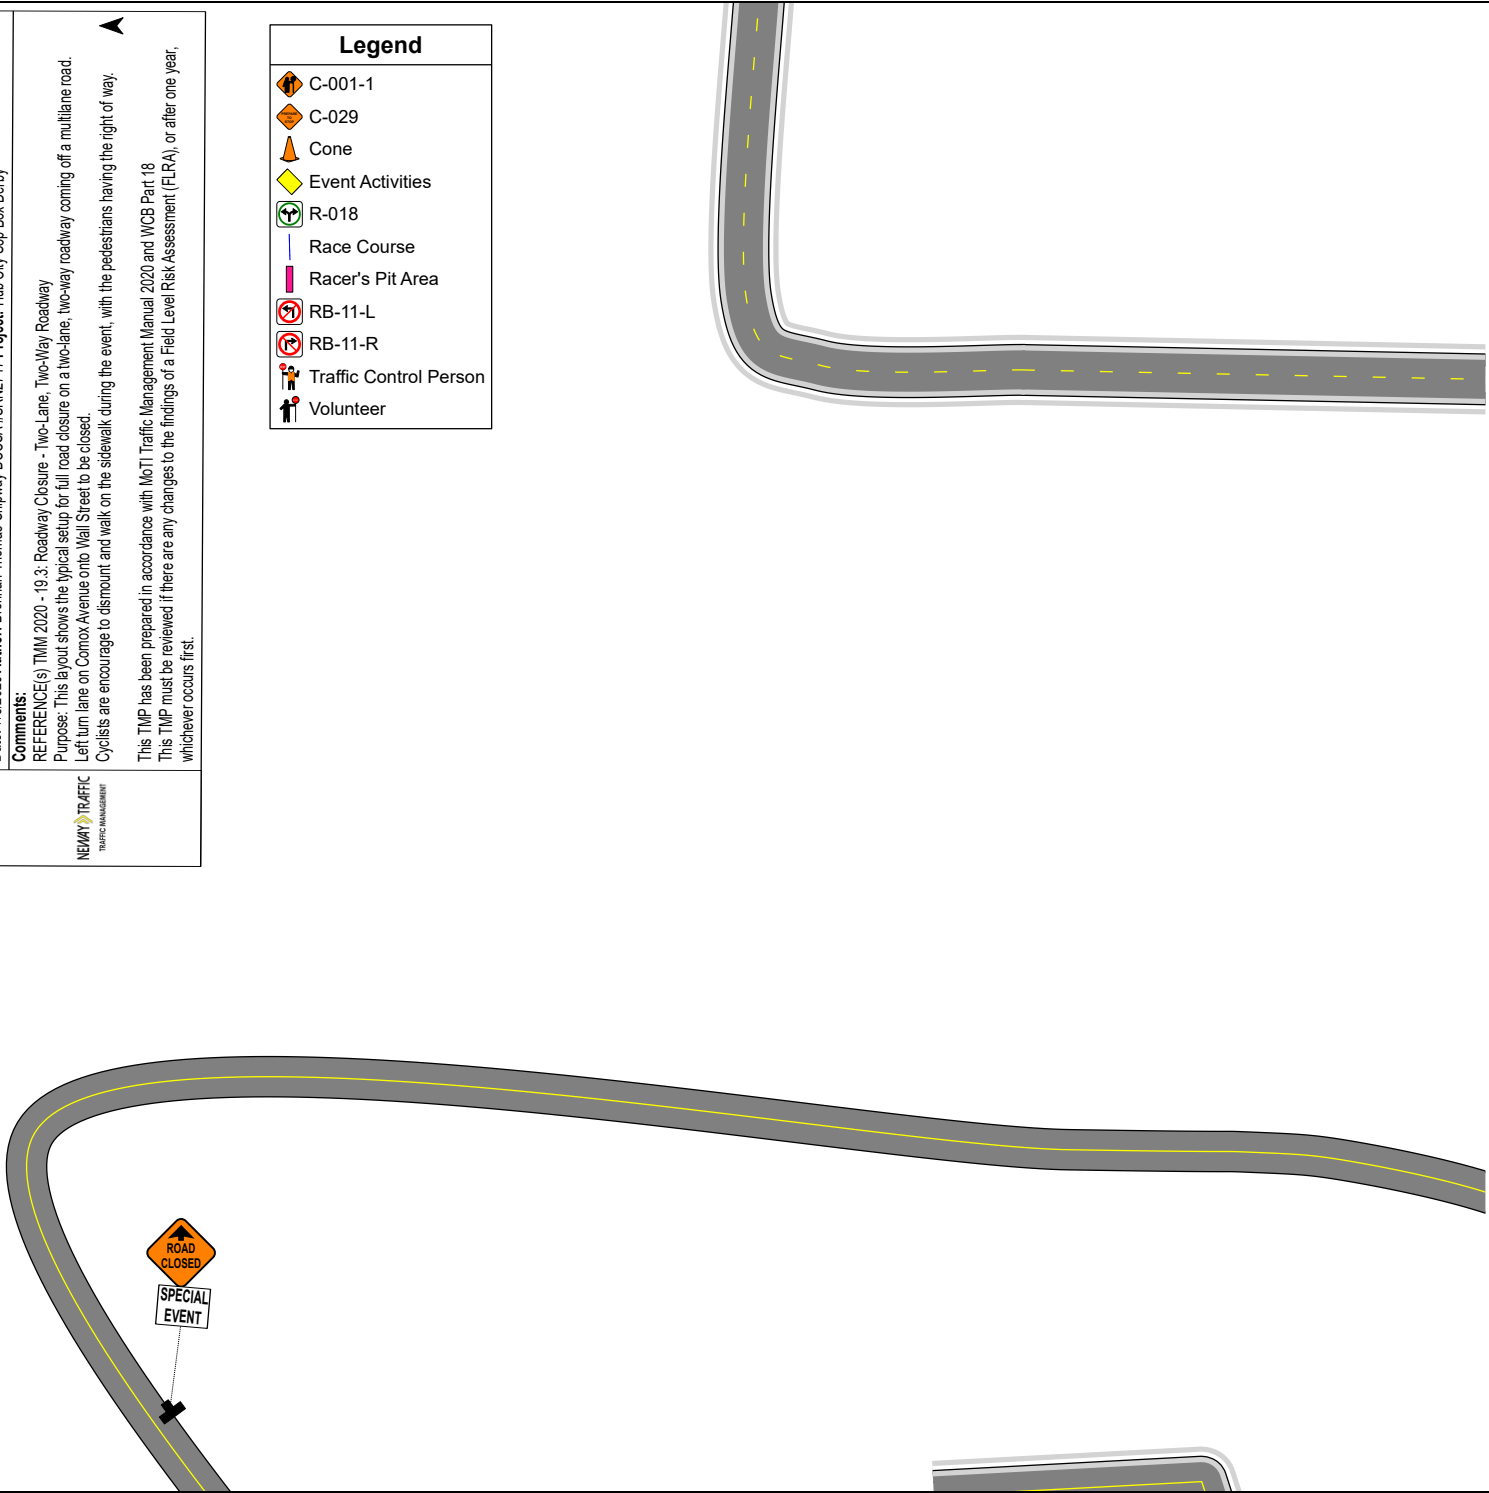 Comments:
REFERENCE(s) TMM 2020 - 19.3: Roadway Closure - Two-Lane, Two-Way Roadway
Purpose: This layout shows the typical setup for full road closure on a two-lane, two-way roadway coming off a multilane road.
Left turn lane on Comox Avenue onto Wall Street to be closed.
Cyclists are encourage to dismount and walk on the sidewalk during the event, with the pedestrians having the right of way.
This TMP has been prepared in accordance with MoTI Traffic Management Manual 2020 and WCB Part 18
This TMP must be reviewed if there are any changes to the findings of a Field Level Risk Assessment (FLRA), or after one year,
whichever occurs first.
NEWAY TRAFFIC
TRAFFIC MANAGEMENT
Legend
C-001-1
C-029
Cone
Event Activities
R-018
Race Course
Racer's Pit Area
RB-11-L
RB-11-R
Traffic Control Person
Volunteer
ROAD
CLOSED
SPECIAL
EVENT